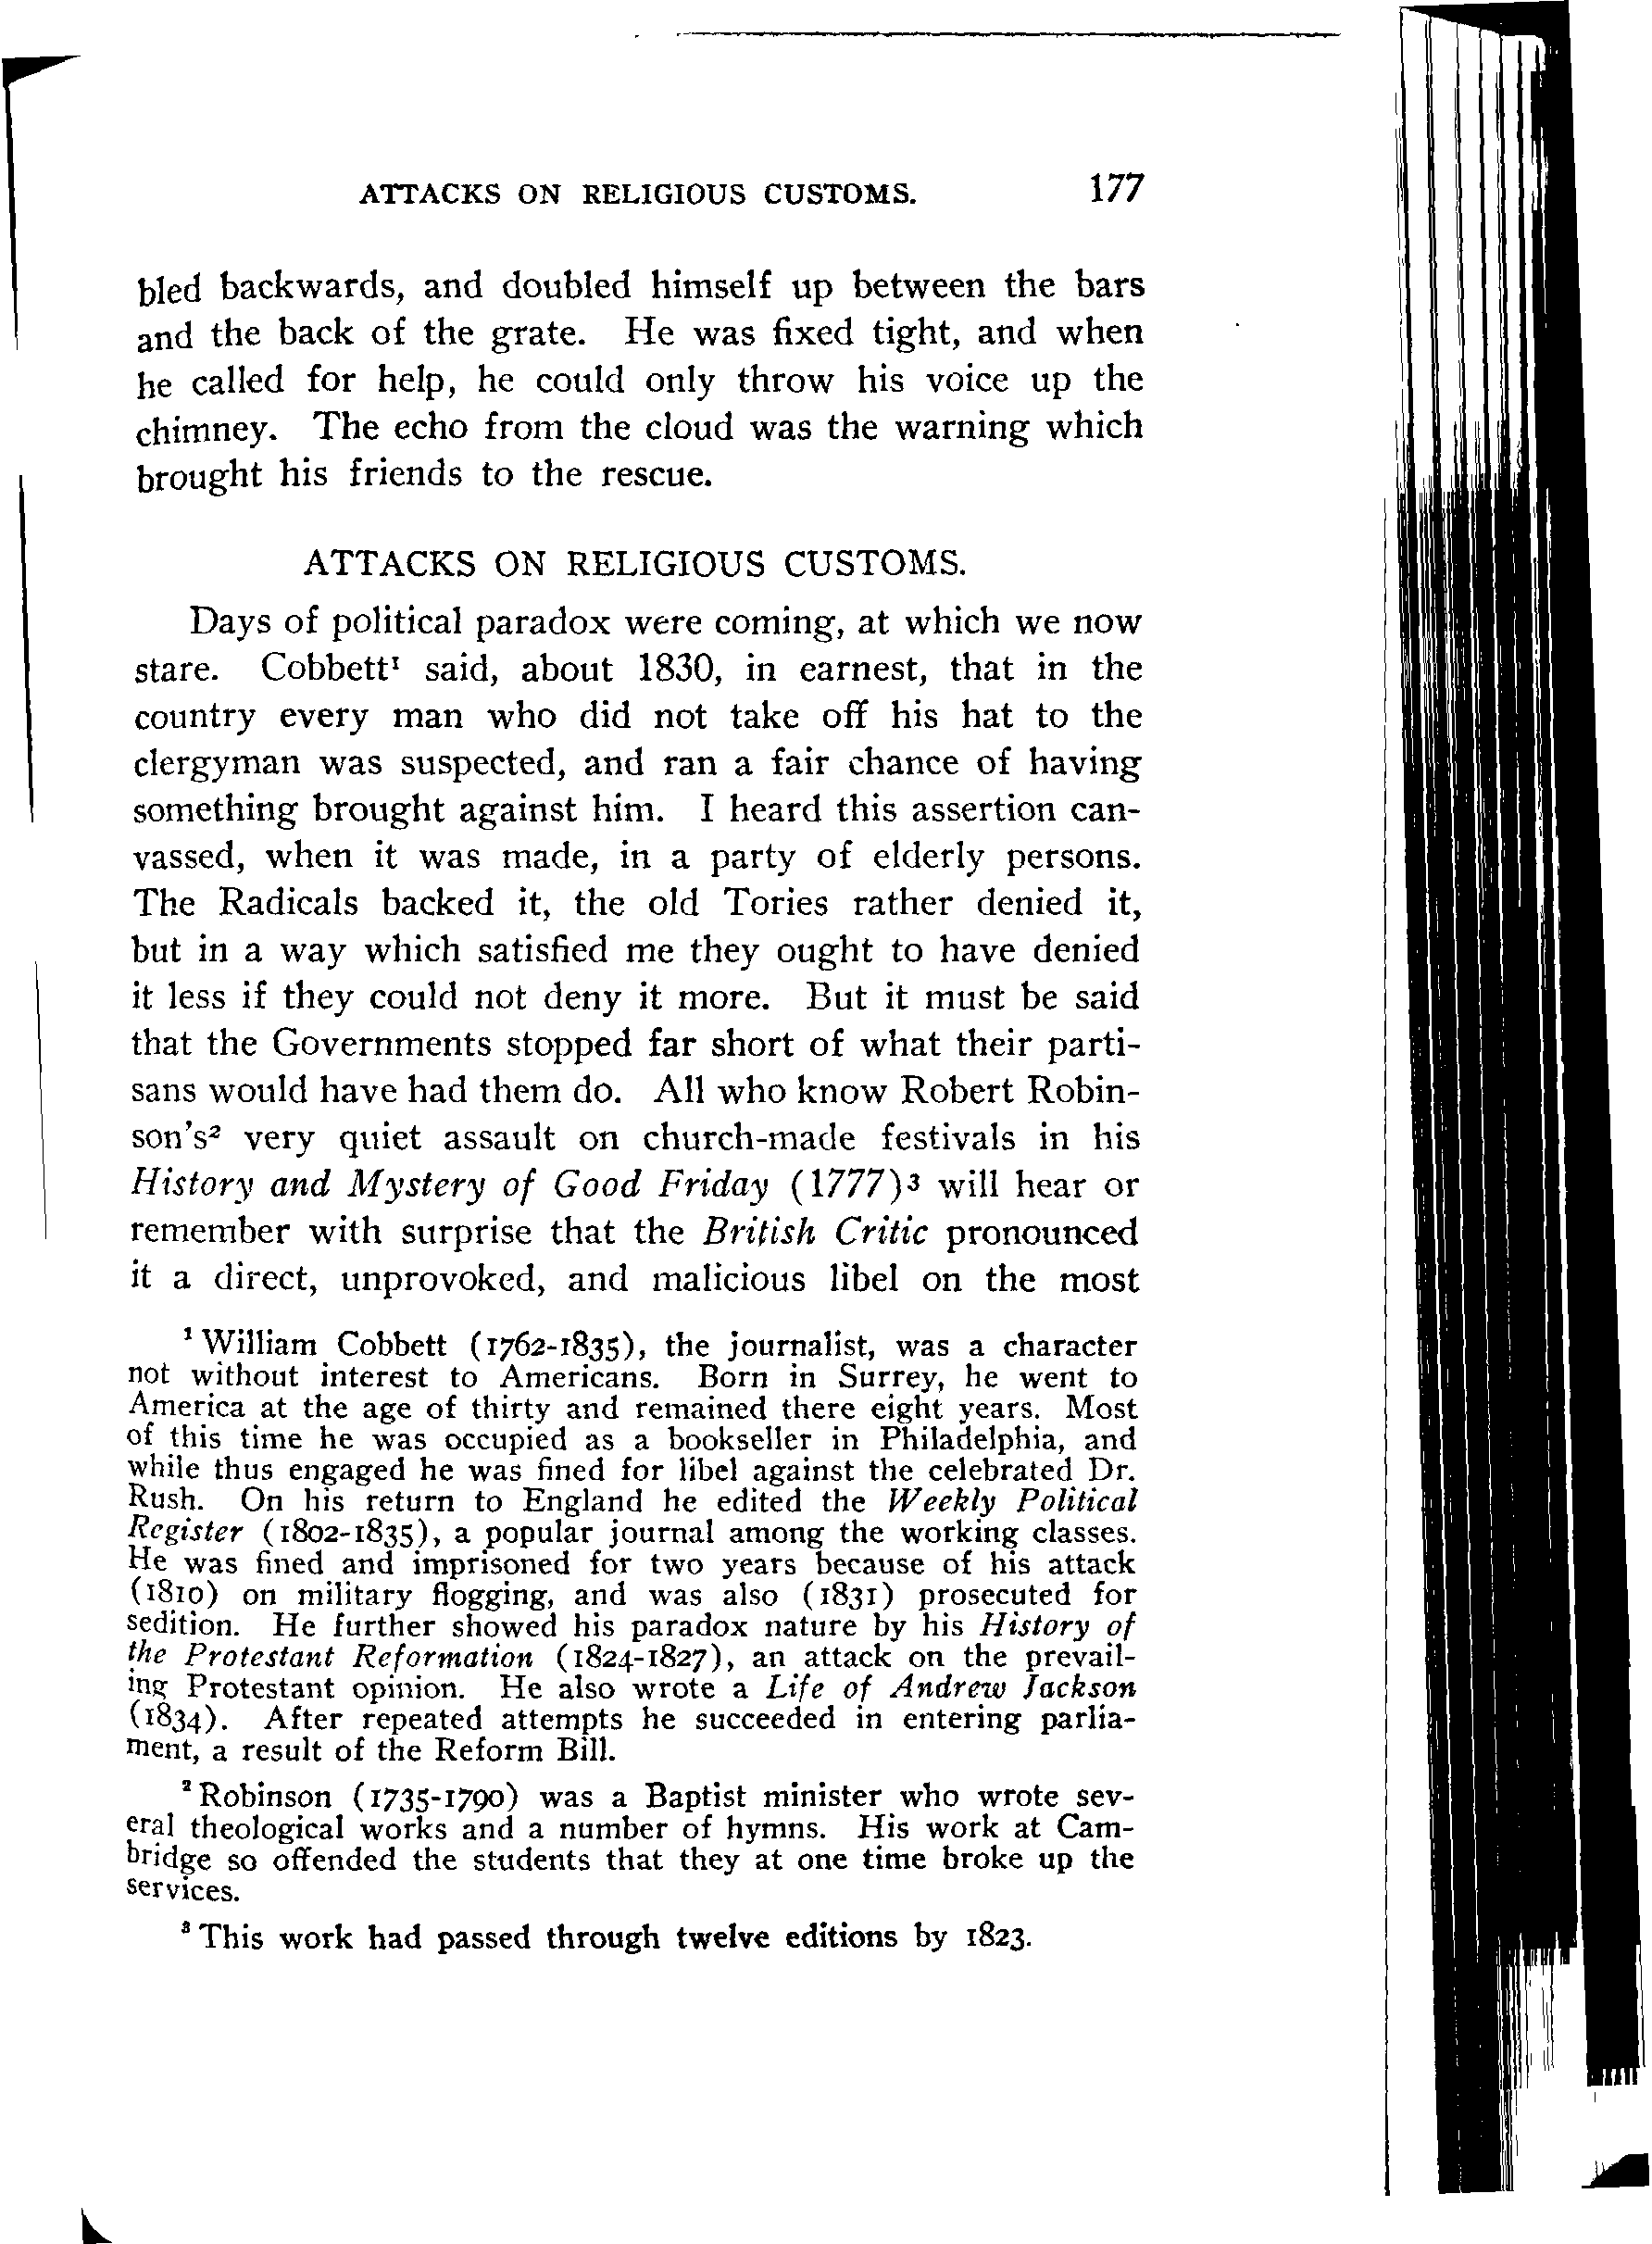 ATTACKS ON RELIGIOUS CUSTOMS. 177
bled backwards, and doubled himself up between the bars
and the back of the grate. He was fixed tight, and when
he called for help, he could only throw his voice up the
chimney. The echo from the cloud was the warning which
brought his friends to the rescue.
ATTACKS ON RELIGIOUS CUSTOMS.
Days of political paradox were coming, at which we now
stare. Cobbett¹ said, about 1830, in earnest, that in the
country every man who did not take off his hat to the
clergyman was suspected, and ran a fair chance of having
something brought against him. I heard this assertion can-
vassed, when it was made, in a party of elderly persons.
The Radicals backed it, the old Tories rather denied it,
but in a way which satisfied me they ought to have denied
it less if they could not deny it more. But it must be said
that the Governments stopped far short of what their parti-
sans would have had them do. All who know Robert Robin-
son's² very quiet assault on church-made festivals in his
History and Mystery of Good Friday (1777)³ will hear or
remember with surprise that the British Critic pronounced
it a direct, unprovoked, and malicious libel on the most
¹ William Cobbett (1762-1835), the journalist, was a character
not without interest to Americans. Born in Surrey, he went to
America at the age of thirty and remained there eight years. Most
of this time he was occupied as a bookseller in Philadelphia, and
while thus engaged he was fined for libel against the celebrated Dr.
Rush. On his return to England he edited the Weekly Political
Register (1802-1835), a popular journal among the working classes.
He was fined and imprisoned for two years because of his attack
(1810) on military flogging, and was also (1831) prosecuted for
sedition. He further showed his paradox nature by his History of
the Protestant Reformation (1824-1827), an attack on the prevail-
ing Protestant opinion. He also wrote a Life of Andrew Jackson
(1834). After repeated attempts he succeeded in entering parlia-
ment, a result of the Reform Bill.
² Robinson (1735-1790) was a Baptist minister who wrote sev-
eral theological works and a number of hymns. His work at Cam-
bridge so offended the students that they at one time broke up the
services.
³ This work had passed through twelve editions by 1823.